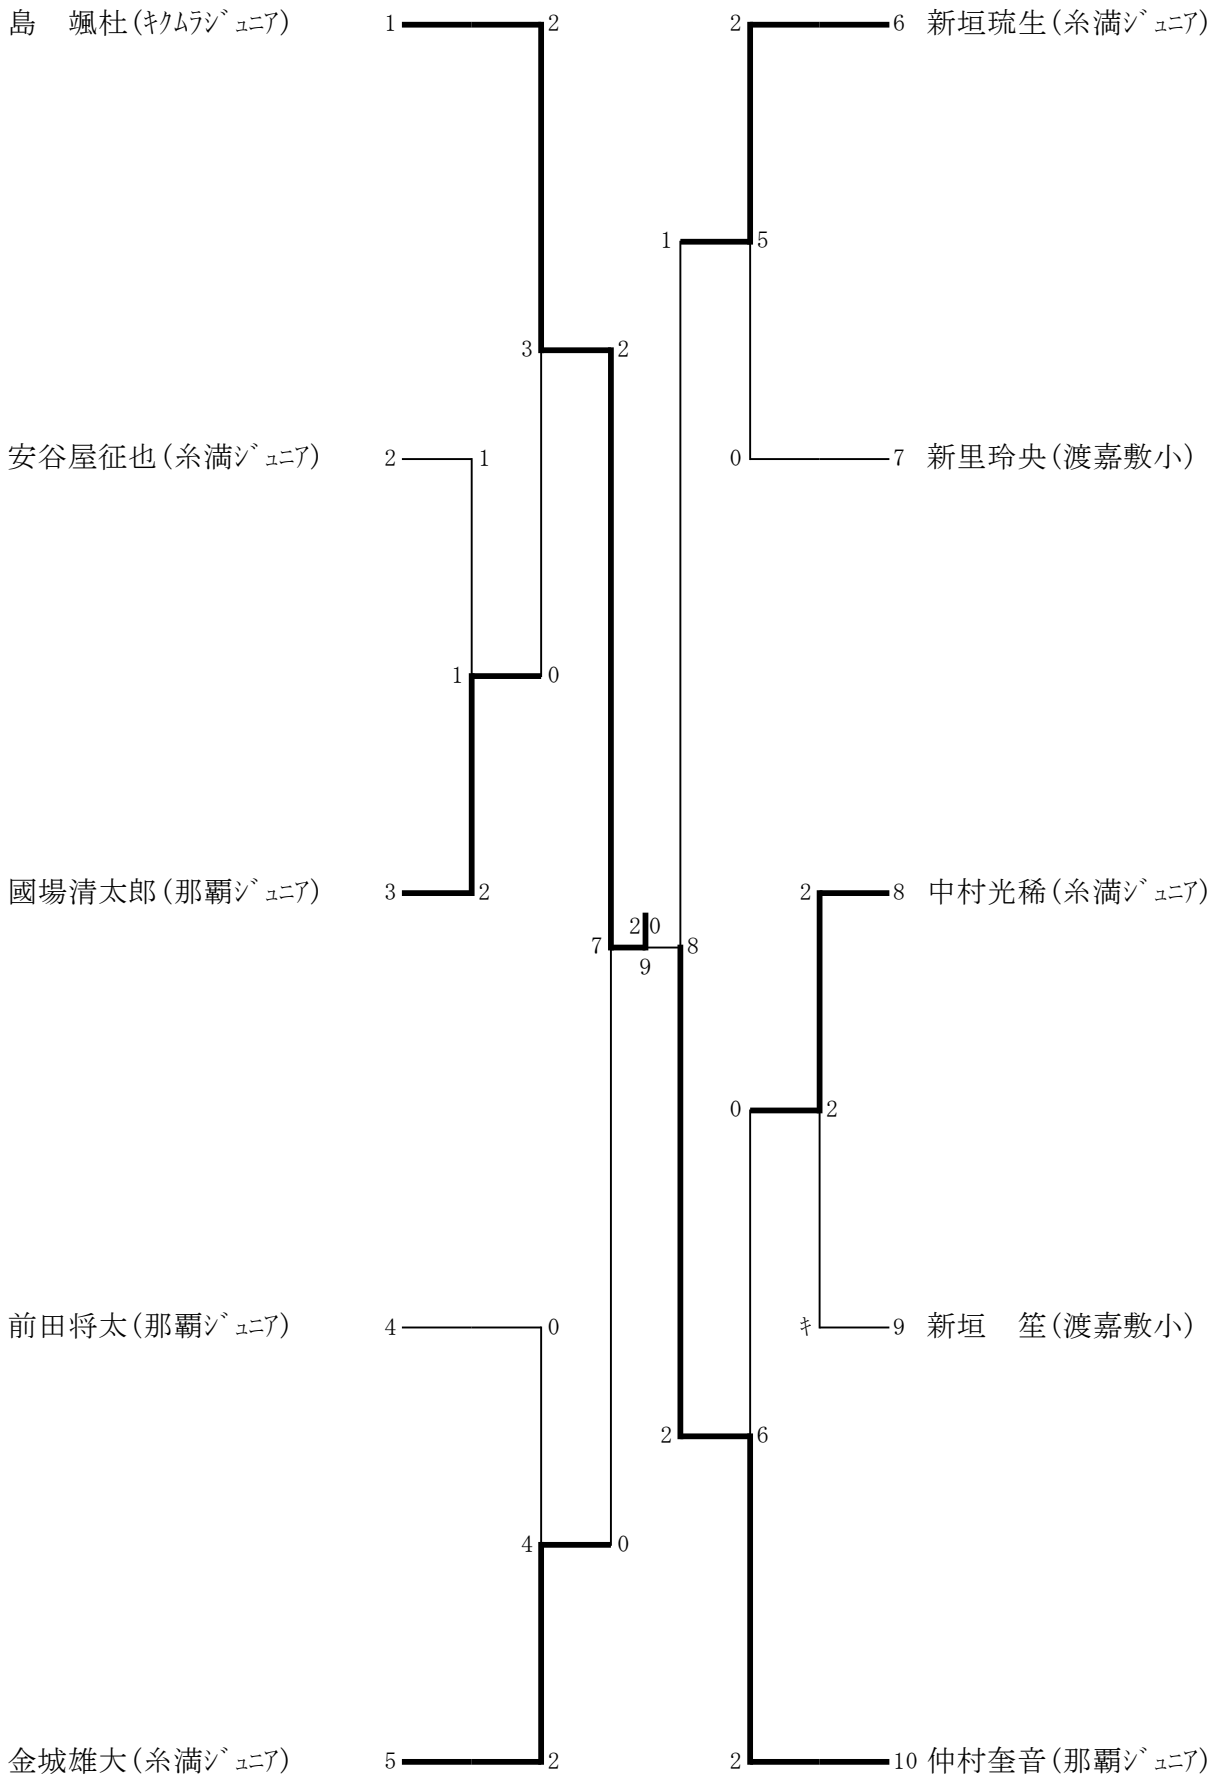 島　颯杜(ｷｸﾑﾗｼﾞｭﾆｱ) 1 2 2 6 新垣琉生(糸満ｼﾞｭﾆｱ)
1 5
3 2
安谷屋征也(糸満ｼﾞｭﾆｱ) 2 1 0 7 新里玲央(渡嘉敷小)
1 0
國場清太郎(那覇ｼﾞｭﾆｱ) 3 2 2 8 中村光稀(糸満ｼﾞｭﾆｱ)
2 0
7 8
9
0 2
前田将太(那覇ｼﾞｭﾆｱ) 4 0 ｷ 9 新垣　笙(渡嘉敷小)
2 6
4 0
金城雄大(糸満ｼﾞｭﾆｱ) 5 2 2 10 仲村奎音(那覇ｼﾞｭﾆｱ)